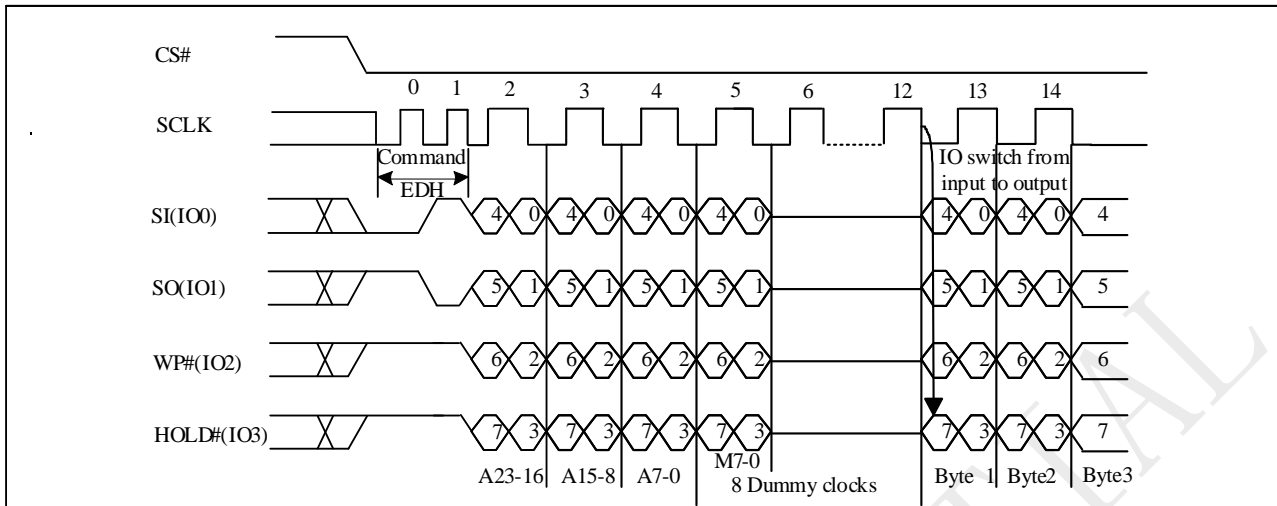 CS#
0 1 2 3 4 5 6 12 13 14
SCLK
Command
IO switch from
EDH
input to output
SI(IO0) 4 0 4 0 4 0 4 0 4 0 4 0 4
SO(IO1) 5 1 5 1 5 1 5 1 5 1 5 1 5
WP#(IO2) 6 2 6 2 6 2 6 2 6 2 6 2 6
HOLD#(IO3) 7 3 7 3 7 3 7 3 7 3 7 3 7
A23-16 A15-8 A7-0 M7-0 Byte 1 Byte2 Byte3
8 Dummy clocks